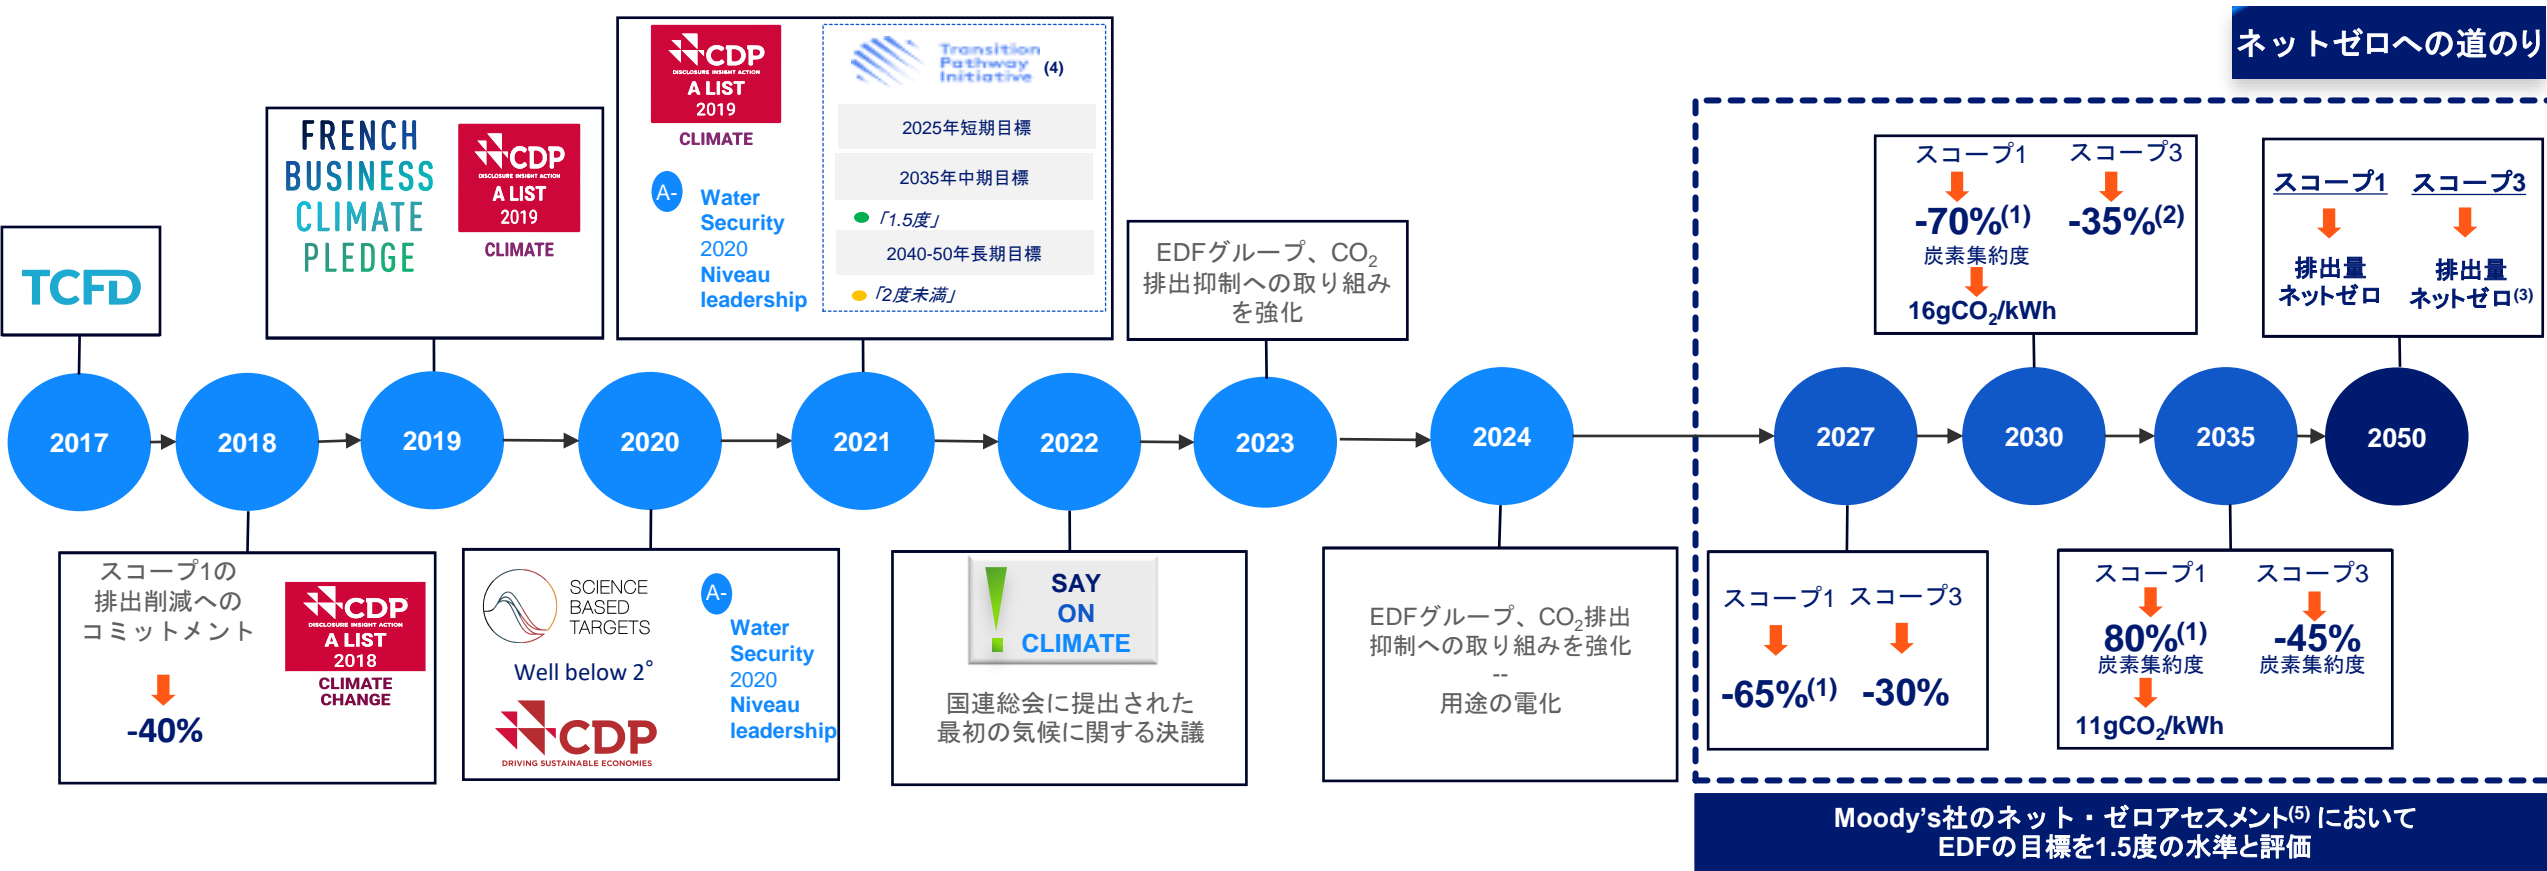 ネットゼロへの道のり
TCFD
2017
2018
スコープ1の
排出削減への
コミットメント
-40%
CDP
DISCLOSURE INSIGHT ACTION
A LIST
2018
CLIMATE
CHANGE
FRENCH
BUSINESS
CLIMATE
PLEDGE
CDP
DISCLOSURE INSIGHT ACTION
A LIST
2019
CLIMATE
2019
2020
SCIENCE
BASED
TARGETS
Well below 2°
CDP
DRIVING SUSTAINABLE ECONOMIES
A-
Water
Security
2020
Niveau
leadership
CDP
DISCLOSURE INSIGHT ACTION
A LIST
2019
CLIMATE
A-
Water
Security
2020
Niveau
leadership
Transition
Pathway
Initiative (4)
2025年短期目標
2035年中期目標
「1.5度」
2040-50年長期目標
「2度未満」
2021
2022
SAY
ON
CLIMATE
国連総会に提出された
最初の気候に関する決議
EDFグループ、CO2
排出抑制への取り組み
を強化
2023
2024
EDFグループ、CO2排出
抑制への取り組みを強化
--
用途の電化
2027
スコープ1 スコープ3
-65%(1) -30%
スコープ1 スコープ3
-70%(1) -35%(2)
炭素集約度
16gCO2/kWh
2030
2035
スコープ1 スコープ3
80%(1) -45%
炭素集約度 炭素集約度
11gCO2/kWh
スコープ1 スコープ3
排出量 排出量
ネットゼロ ネットゼロ(3)
2050
Moody's社のネット・ゼロアセスメント(5) において
EDFの目標を1.5度の水準と評価